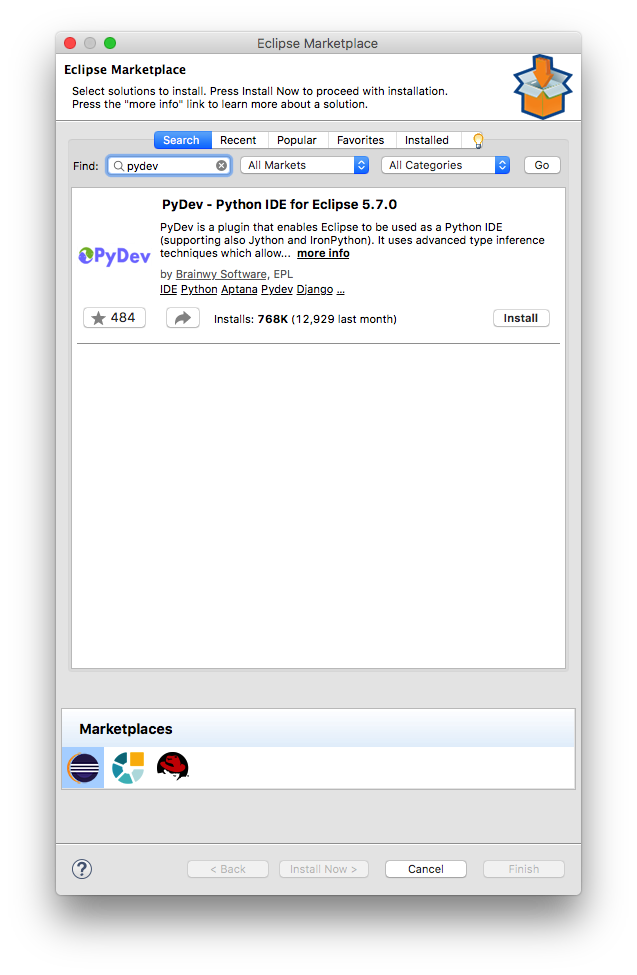 Eclipse Marketplace
Eclipse Marketplace
Select solutions to install. Press Install Now to proceed with installation.
Press the "more info" link to learn more about a solution.
Search Recent Popular Favorites Installed
Find: pydev All Markets All Categories Go
PyDev - Python IDE for Eclipse 5.7.0
PyDev is a plugin that enables Eclipse to be used as a Python IDE
(supporting also Jython and IronPython). It uses advanced type inference
techniques which allow... more info
PyDev
by Brainwy Software, EPL
IDE Python Aptana Pydev Django ...
484 Installs: 768K (12,929 last month) Install
Marketplaces
? < Back Install Now > Cancel Finish